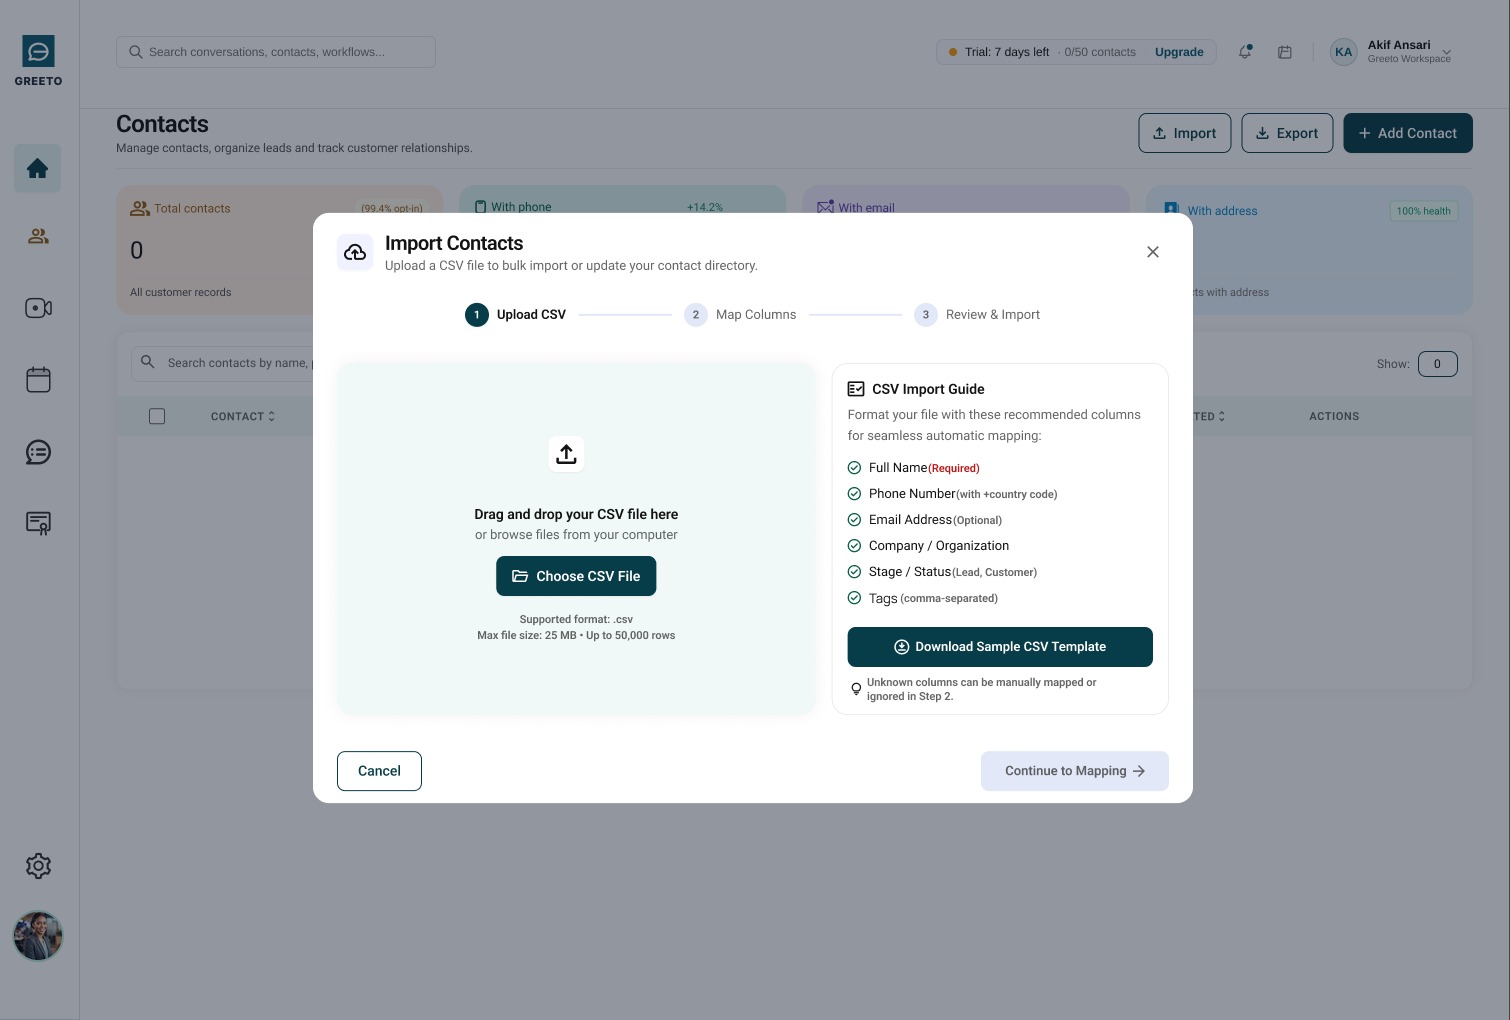 GREETO
Search conversations, contacts, workflows...
Trial: 7 days left · 0/50 contacts Upgrade
KA
Akif Ansari
Greeto Workspace
Contacts
Manage contacts, organize leads and track customer relationships.
Import
Export
+ Add Contact
Total contacts
(99.4% opt-in)
0
All customer records
With phone
+14.2%
With email
With address
100% health
with address
Search contacts by name,
Show: 0
CONTACT
ACTIONS
Import Contacts
Upload a CSV file to bulk import or update your contact directory.
1 Upload CSV
2 Map Columns
3 Review & Import
Drag and drop your CSV file here
or browse files from your computer
Choose CSV File
Supported format: .csv
Max file size: 25 MB • Up to 50,000 rows
CSV Import Guide
Format your file with these recommended columns
for seamless automatic mapping:
Full Name(Required)
Phone Number(with +country code)
Email Address(Optional)
Company / Organization
Stage / Status(Lead, Customer)
Tags (comma-separated)
Download Sample CSV Template
Unknown columns can be manually mapped or
ignored in Step 2.
Cancel
Continue to Mapping →